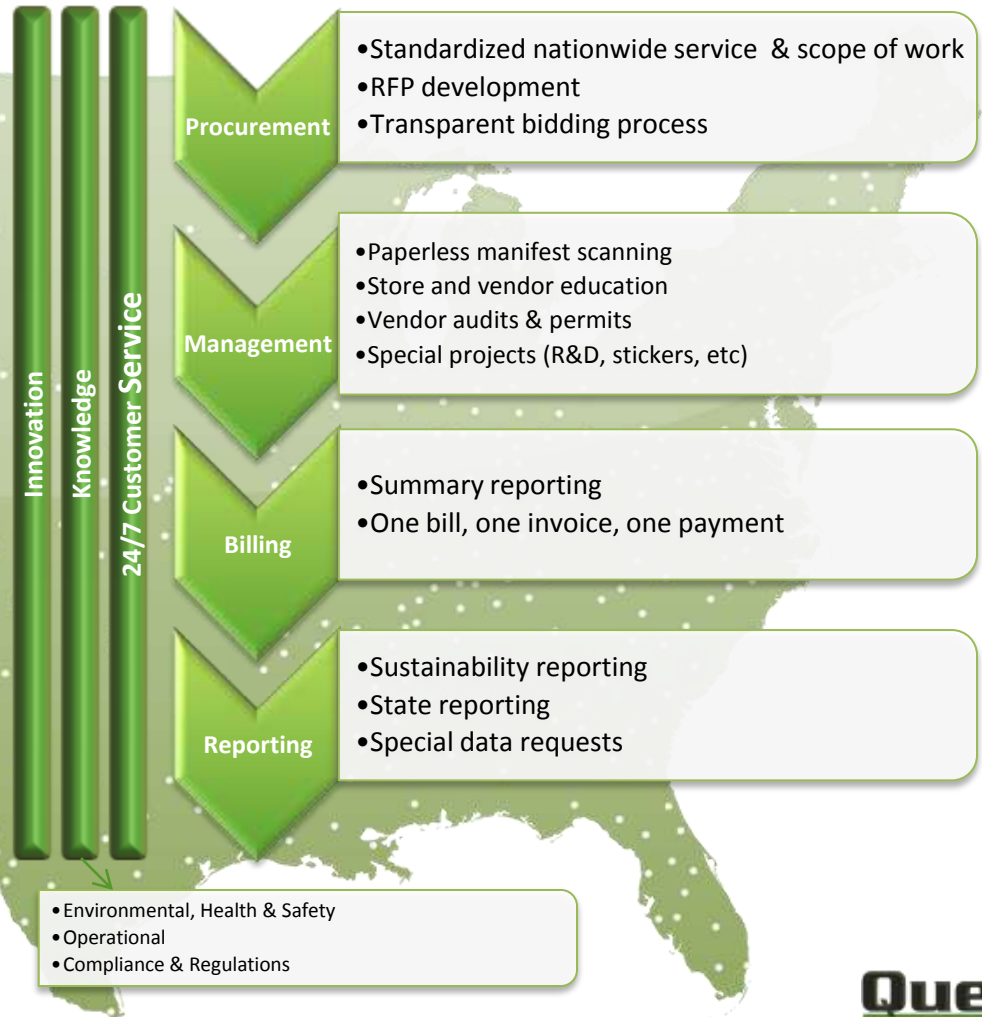 Innovation
Knowledge
24/7 Customer Service
Procurement
•Standardized nationwide service & scope of work
•RFP development
•Transparent bidding process
Management
•Paperless manifest scanning
•Store and vendor education
•Vendor audits & permits
•Special projects (R&D, stickers, etc)
Billing
•Summary reporting
•One bill, one invoice, one payment
Reporting
•Sustainability reporting
•State reporting
•Special data requests
•Environmental, Health & Safety
•Operational
•Compliance & Regulations
Que